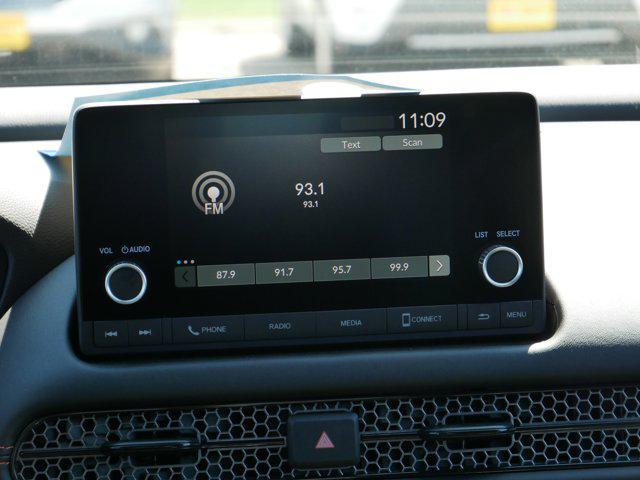 11:09
Text Scan
93.1
FM 93.1
LIST SELECT
VOL AUDIO
87.9 91.7 95.7 99.9
PHONE RADIO MEDIA CONNECT MENU